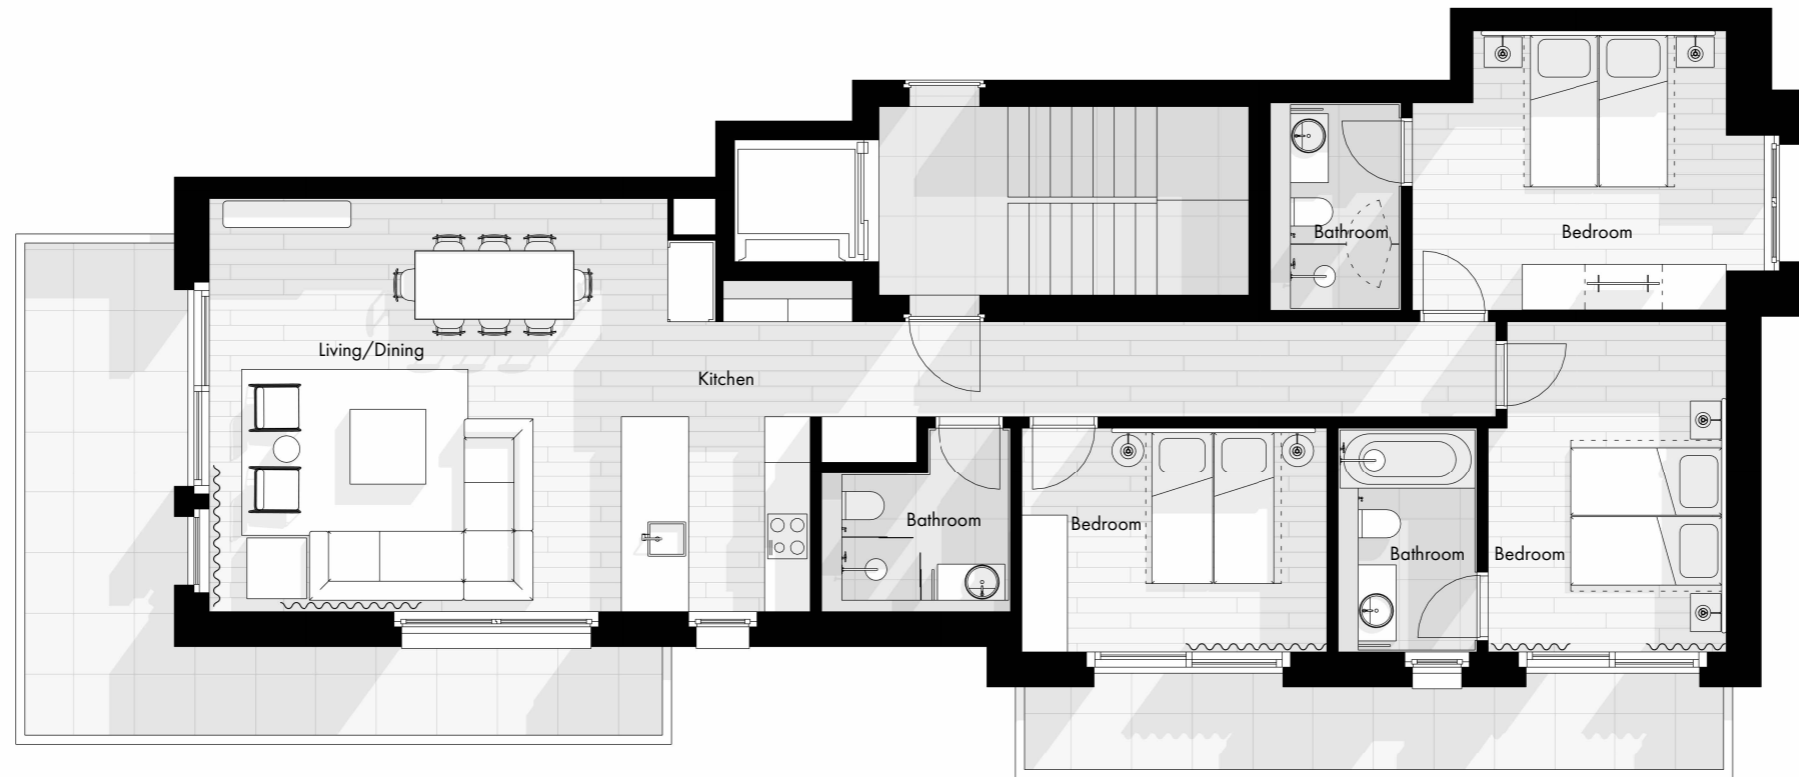 Bathroom
Bedroom
Living/Dining
Kitchen
Bathroom
Bedroom
Bathroom
Bedroom